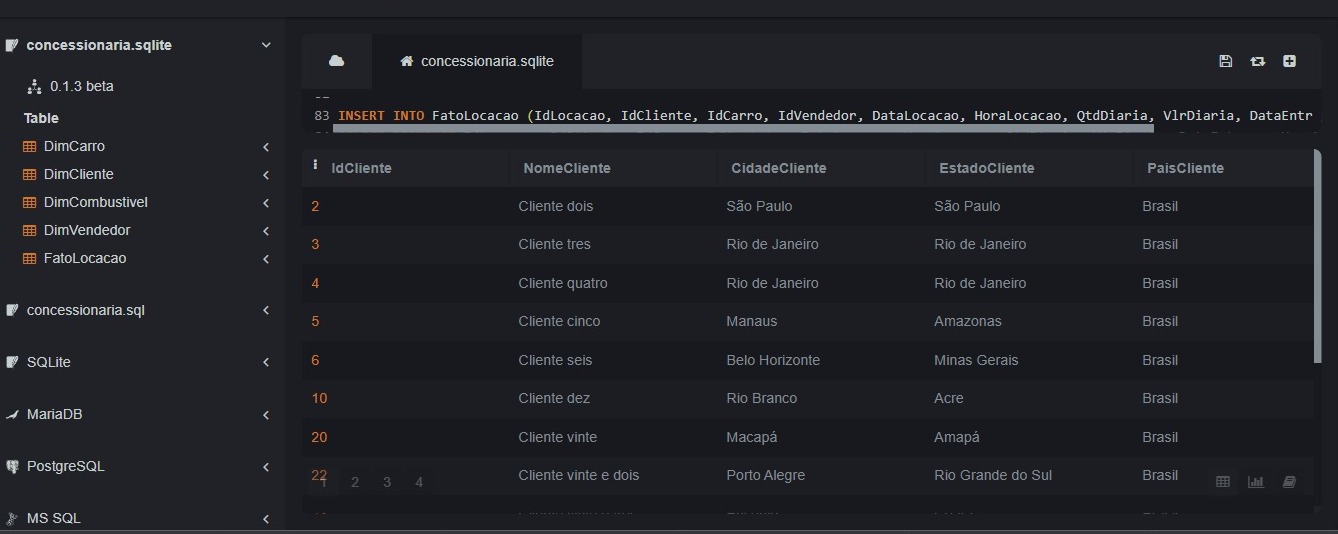 concessionaria.sqlite
0.1.3 beta
Table
DimCarro
DimCliente
DimCombustivel
DimVendedor
FatoLocacao
concessionaria.sql
SQLite
MariaDB
PostgreSQL
MS SQL
concessionaria.sqlite
83 INSERT INTO FatoLocacao (IdLocacao, IdCliente, IdCarro, IdVendedor, DataLocacao, HoraLocacao, QtdDiaria, VlrDiaria, DataEntr
IdCliente NomeCliente CidadeCliente EstadoCliente PaisCliente
2 Cliente dois São Paulo São Paulo Brasil
3 Cliente tres Rio de Janeiro Rio de Janeiro Brasil
4 Cliente quatro Rio de Janeiro Rio de Janeiro Brasil
5 Cliente cinco Manaus Amazonas Brasil
6 Cliente seis Belo Horizonte Minas Gerais Brasil
10 Cliente dez Rio Branco Acre Brasil
20 Cliente vinte Macapá Amapá Brasil
22 Cliente vinte e dois Porto Alegre Rio Grande do Sul Brasil
1 2 3 4